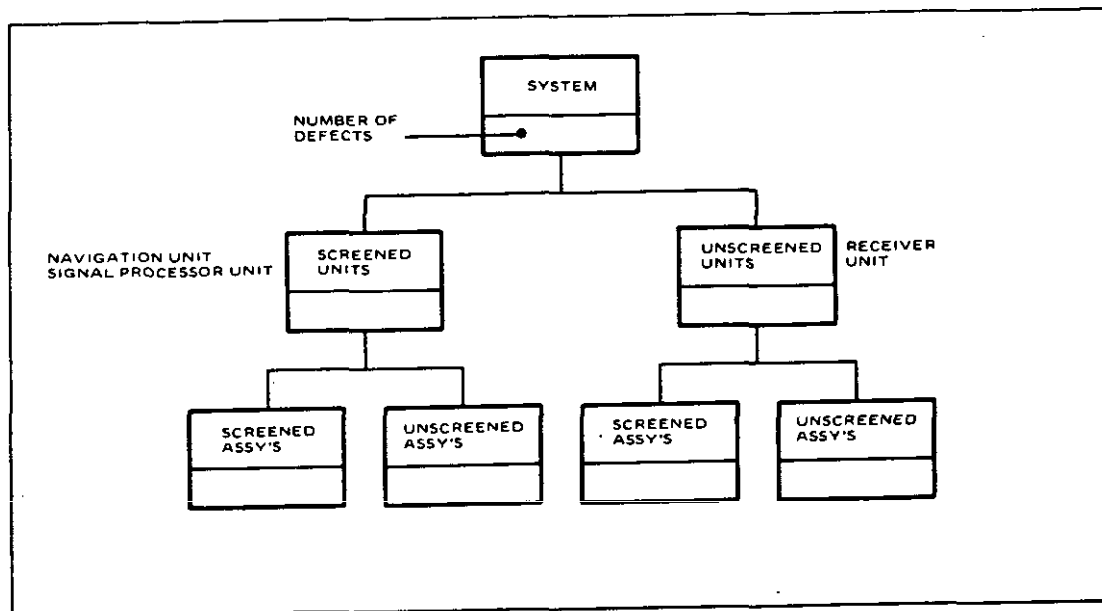 SYSTEM
NUMBER OF
DEFECTS
NAVIGATION UNIT
SIGNAL PROCESSOR UNIT
SCREENED
UNITS
UNSCREENED
UNITS
RECEIVER
UNIT
SCREENED
ASSY'S
UNSCREENED
ASSY'S
SCREENED
ASSY'S
UNSCREENED
ASSY'S